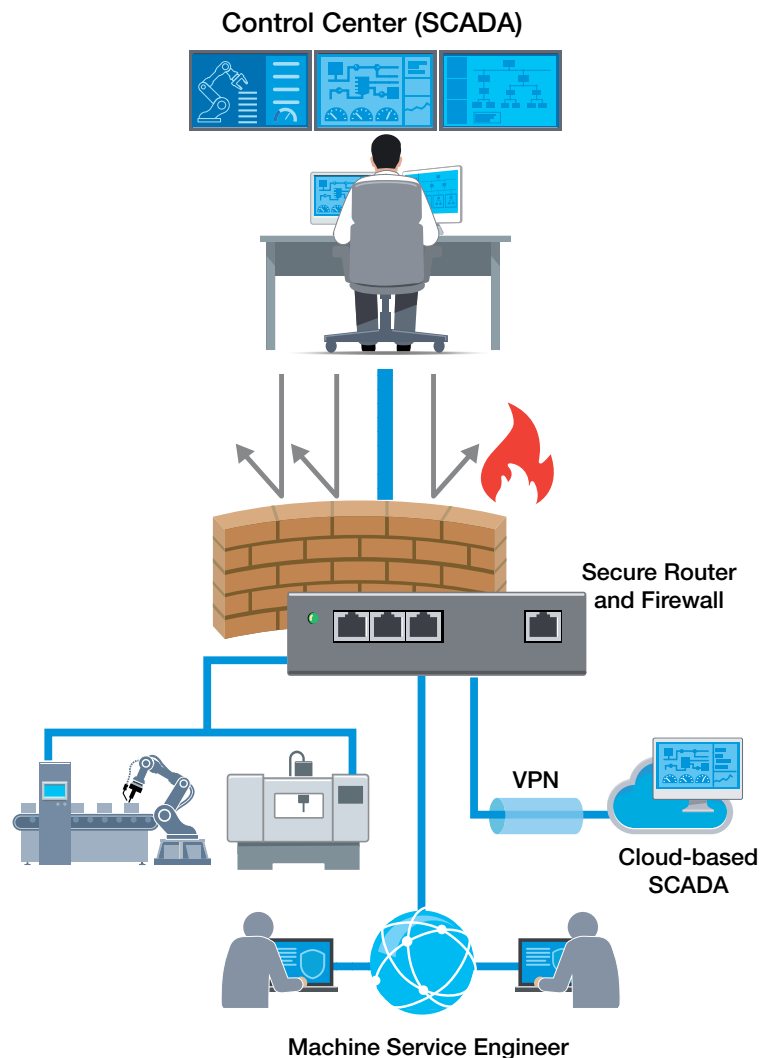 Control Center (SCADA)
Secure Router
and Firewall
VPN
Cloud-based
SCADA
Machine Service Engineer